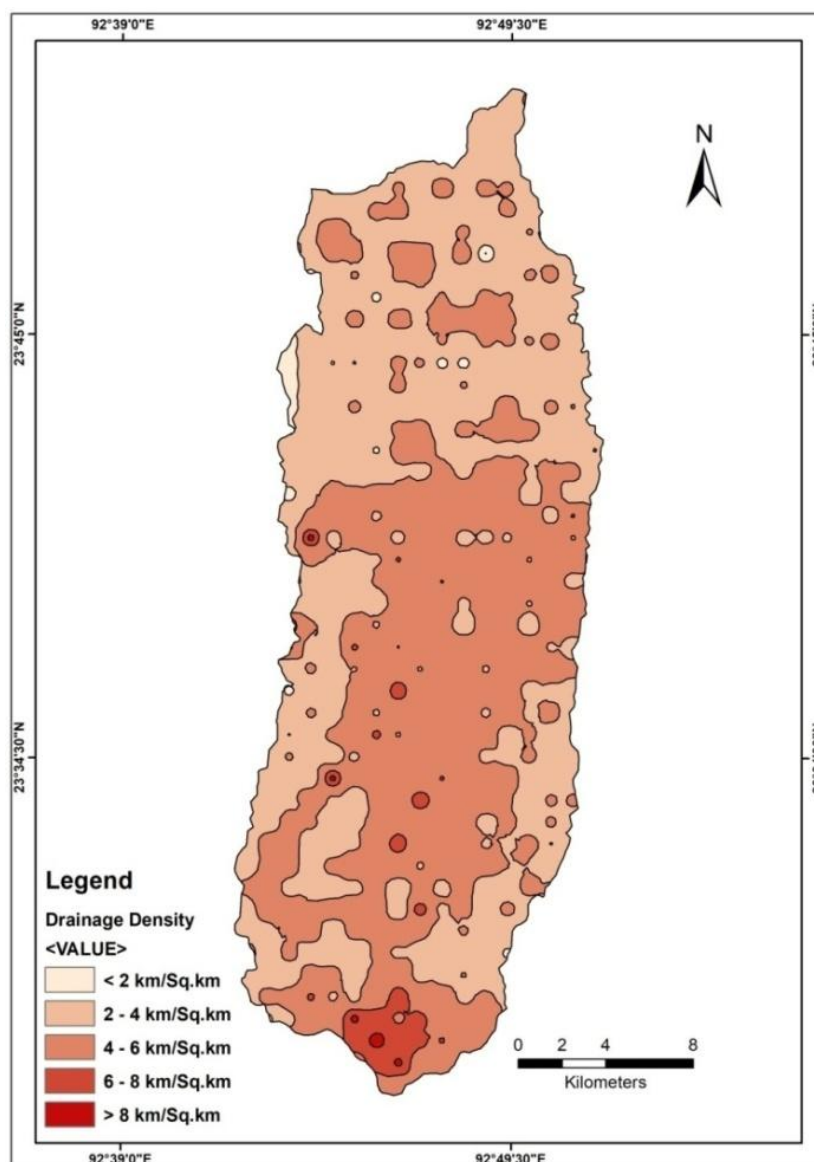 92°39'0"E 92°49'30"E
N
23°45'0"N
23°34'30"N
Legend
Drainage Density
<VALUE>
< 2 km/Sq.km
2 - 4 km/Sq.km
4 - 6 km/Sq.km
6 - 8 km/Sq.km
> 8 km/Sq.km
0 2 4 8
Kilometers
92°39'0"E 92°49'30"E